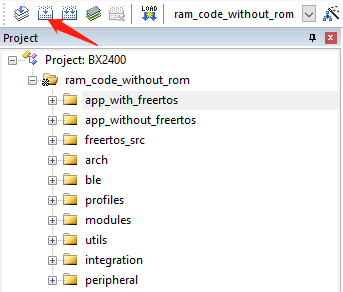 LOAD
ram_code_without_rom
Project
Project: BX2400
ram_code_without_rom
app_with_freertos
app_without_freertos
freertos_src
arch
ble
profiles
modules
utils
integration
peripheral